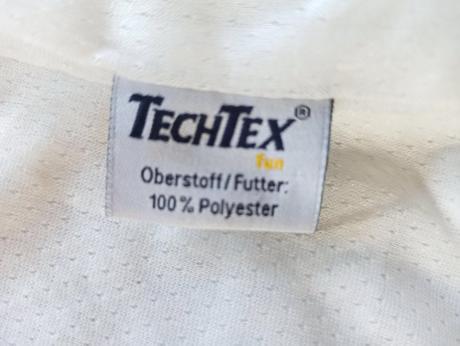 TECHTEX®
fun
Oberstoff/Futter:
100% Polyester